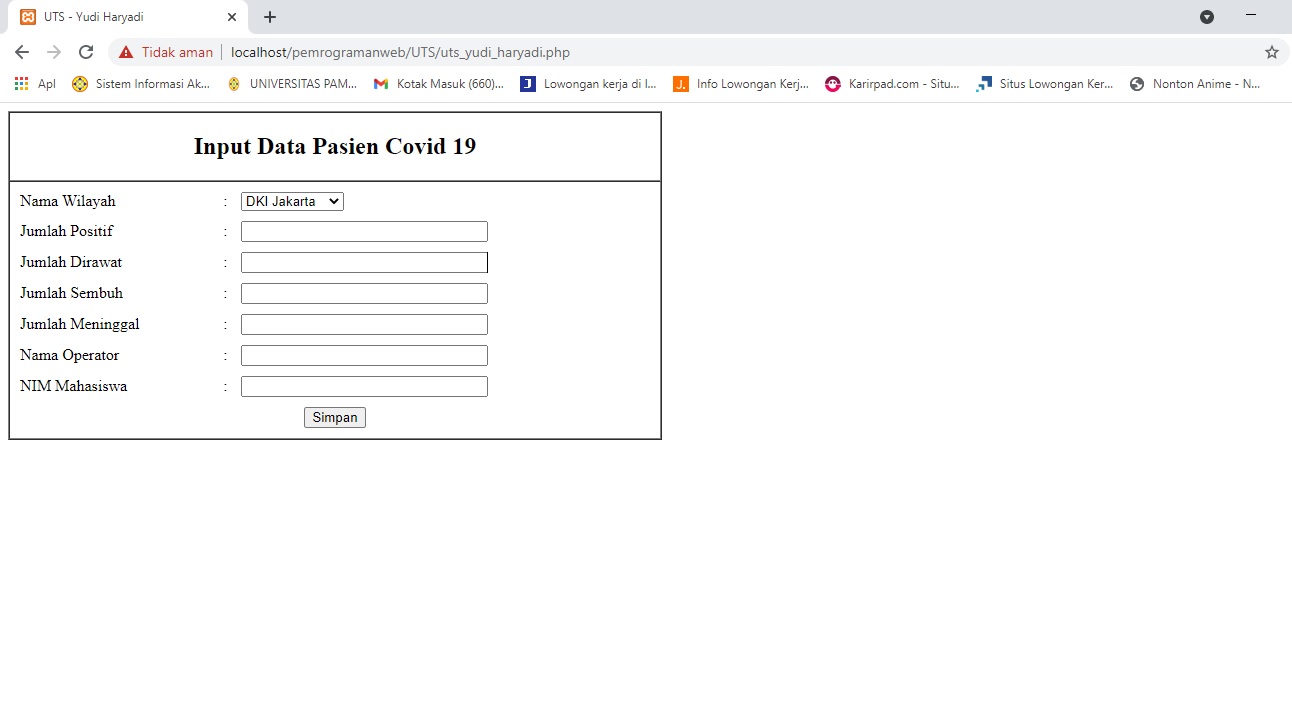 UTS - Yudi Haryadi
Tidak aman localhost/pemrogramanweb/UTS/uts_yudi_haryadi.php
Apl Sistem Informasi Ak... UNIVERSITAS PAM... Kotak Masuk (660)... Lowongan kerja di I... Info Lowongan Kerj... Karirpad.com - Situ... Situs Lowongan Ker... Nonton Anime - N...
Input Data Pasien Covid 19
Nama Wilayah : DKI Jakarta
Jumlah Positif :
Jumlah Dirawat :
Jumlah Sembuh :
Jumlah Meninggal :
Nama Operator :
NIM Mahasiswa :
Simpan